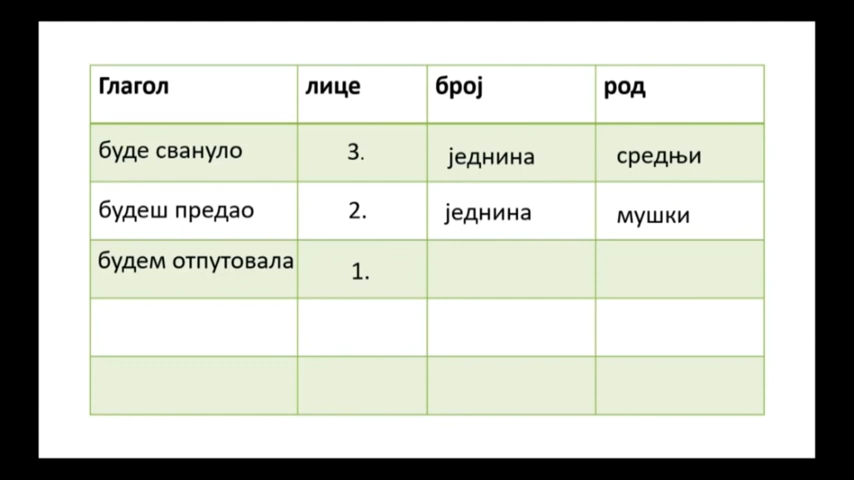 Глагол лице број род
буде свануло 3. једнина средњи
будеш предао 2. једнина мушки
будем отпутовала 1.